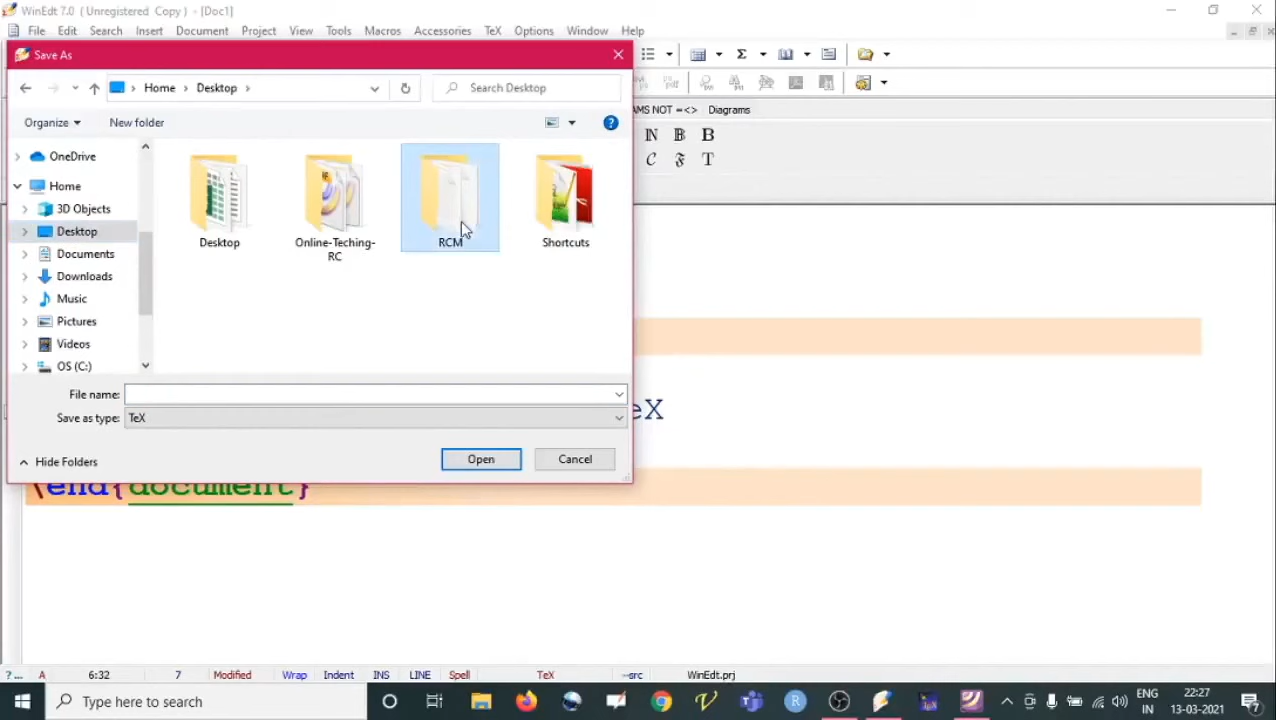 WinEdt 7.0 ( Unregistered Copy ) - [Doc1]
File Edit Search Insert Document Project View Tools Macros Accessories TeX Options Window Help
Save As
Home Desktop
Search Desktop
Organize
New folder
AMS NOT =<> Diagrams
OneDrive
Home
3D Objects
Desktop
Documents
Downloads
Music
Pictures
Videos
OS (C:)
Desktop
Online-Teching-
RC
RCM
Shortcuts
File name:
Save as type: TeX
Hide Folders
Open
Cancel
eX
\end{document}
?... A 6:32 7 Modified Wrap Indent INS LINE Spell TeX --src WinEdt.prj
Type here to search
ENG
IN
22:27
13-03-2021